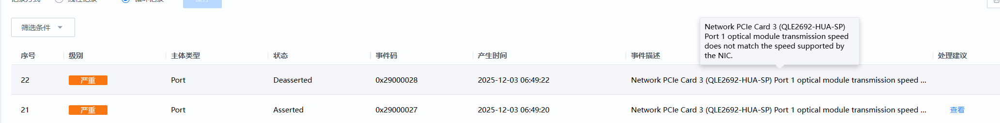 筛选条件
Network PCIe Card 3 (QLE2692-HUA-SP)
Port 1 optical module transmission speed
does not match the speed supported by
the NIC.
序号 级别 主体类型 状态 事件码 产生时间 事件描述 处理建议
22 严重 Port Deasserted 0x29000028 2025-12-03 06:49:22 Network PCIe Card 3 (QLE2692-HUA-SP) Port 1 optical module transmission speed ...
21 严重 Port Asserted 0x29000027 2025-12-03 06:49:20 Network PCIe Card 3 (QLE2692-HUA-SP) Port 1 optical module transmission speed ... 查看